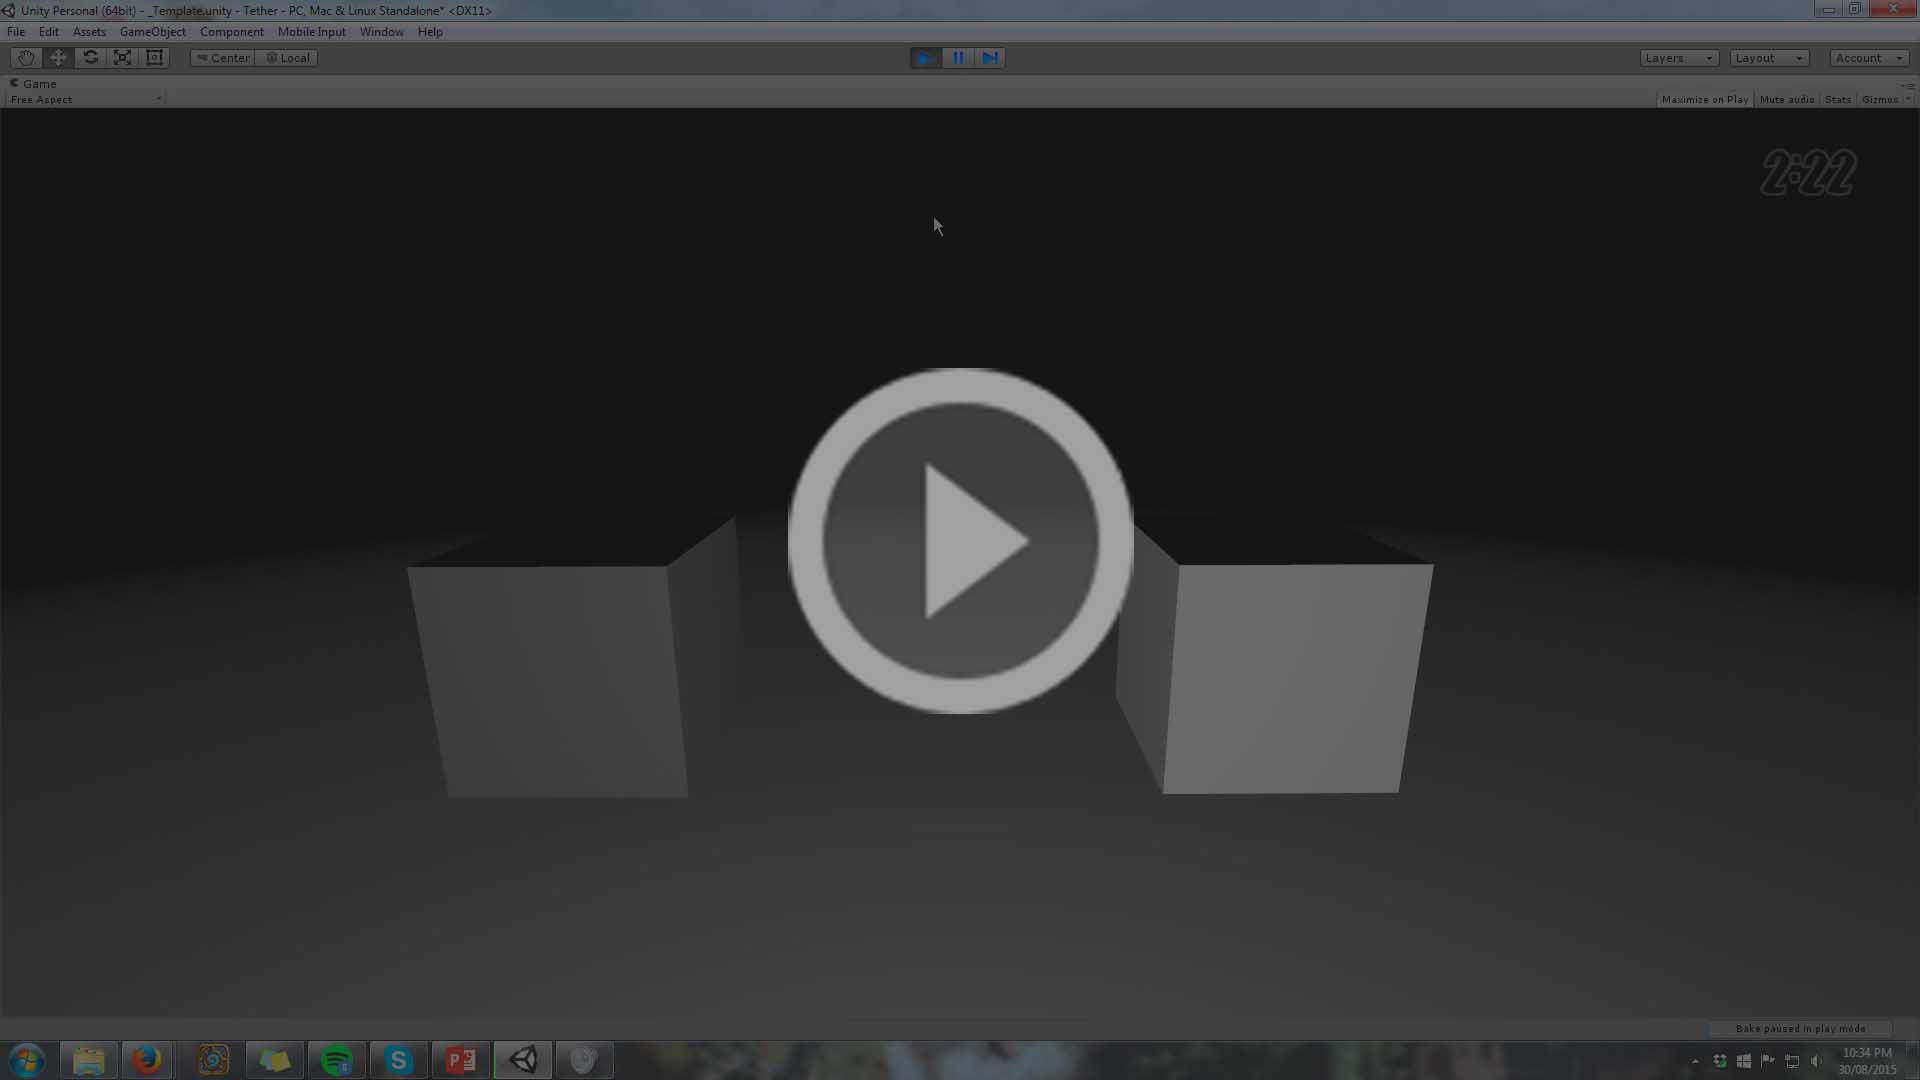 Unity Personal (64bit) - _Template.unity - Tether - PC, Mac & Linux Standalone* <DX11>
File Edit Assets GameObject Component Mobile Input Window Help
Center Local Layers Layout Account
Game
Free Aspect Maximize on Play Mute audio Stats Gizmos
2:22
Bake paused in play mode
10:34 PM
30/08/2015